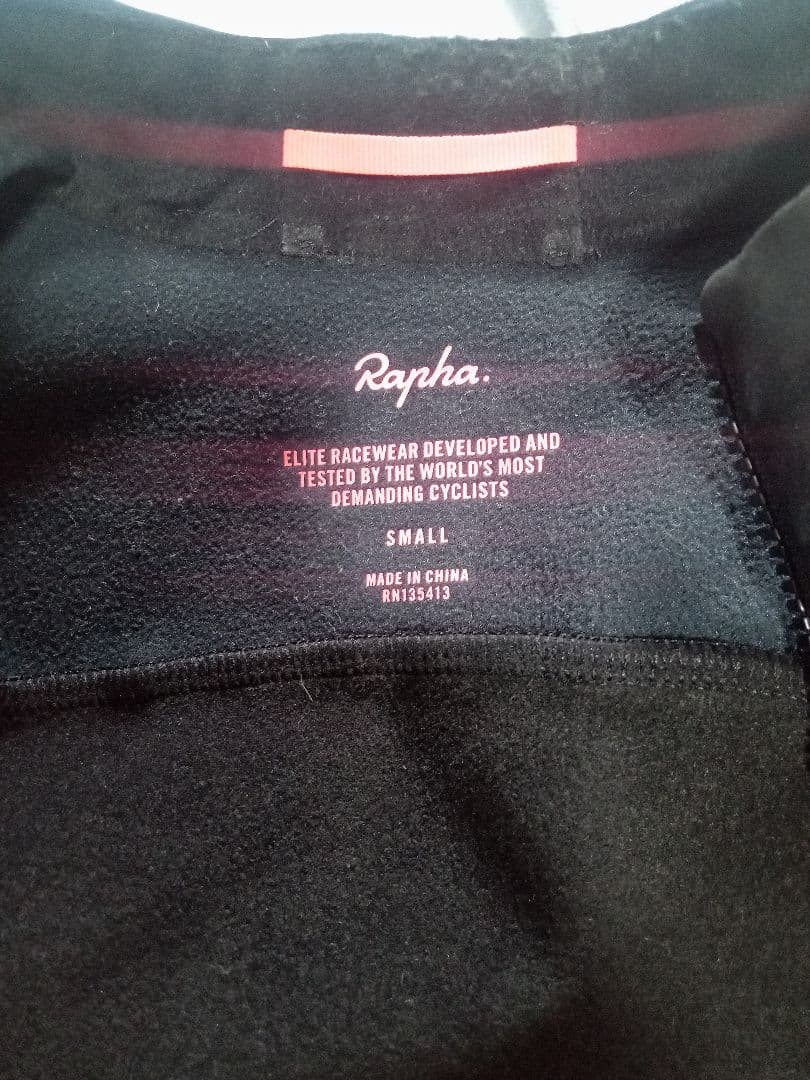 Rapha.
ELITE RACEWEAR DEVELOPED AND
TESTED BY THE WORLD'S MOST
DEMANDING CYCLISTS
SMALL
MADE IN CHINA
RN135413